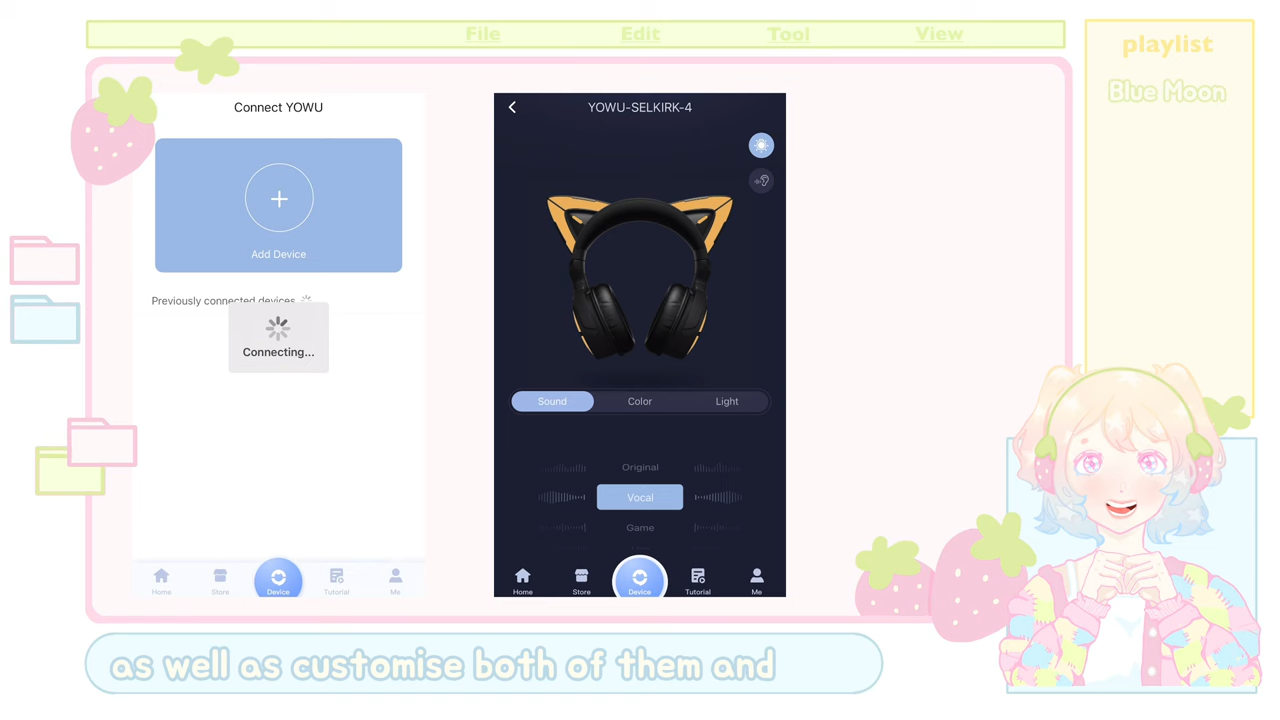 File Edit Tool View
playlist
Blue Moon
Connect YOWU
Add Device
Previously connected devices
Connecting...
Home Store Device Tutorial Me
YOWU-SELKIRK-4
Sound Color Light
Original
Vocal
Game
Home Store Device Tutorial Me
as well as customise both of them and